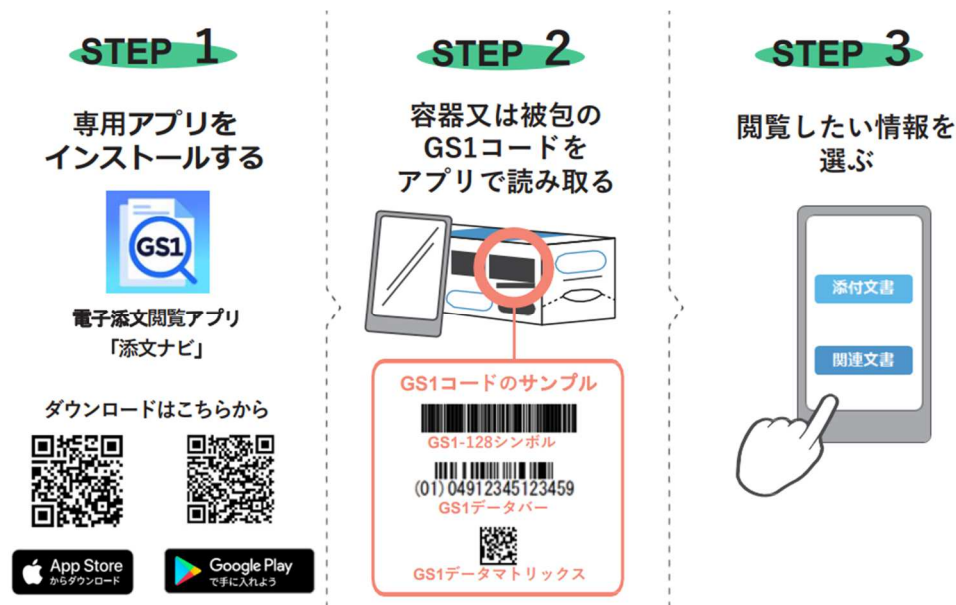 STEP 1
専用アプリを
インストールする
GS1
電子添文閲覧アプリ
「添文ナビ」
ダウンロードはこちらから
App Store
からダウンロード
Google Play
で手に入れよう
STEP 2
容器又は被包の
GS1コードを
アプリで読み取る
GS1コードのサンプル
GS1-128シンボル
(01)04912345123459
GS1データバー
GS1データマトリックス
STEP 3
閲覧したい情報を
選ぶ
添付文書
関連文書